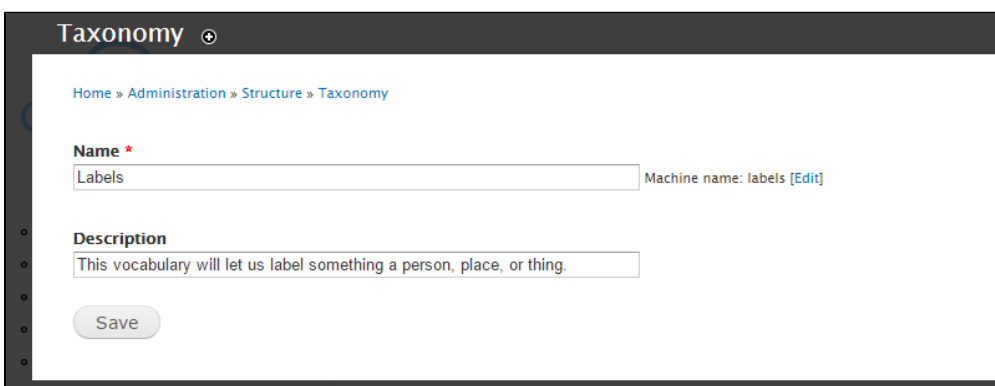 Taxonomy
Home » Administration » Structure » Taxonomy
Name *
Labels Machine name: labels [Edit]
Description
This vocabulary will let us label something a person, place, or thing.
Save